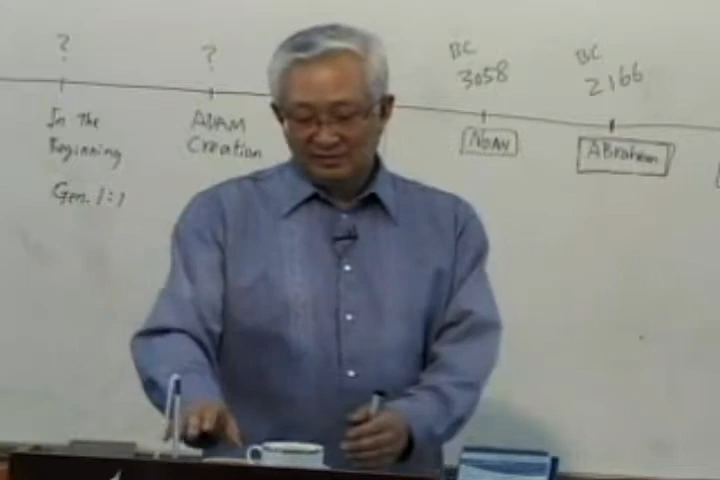 ?
In the
Beginning
Gen. 1:1
?
ADAM
Creation
BC
3058
Noah
BC
2166
ABraham